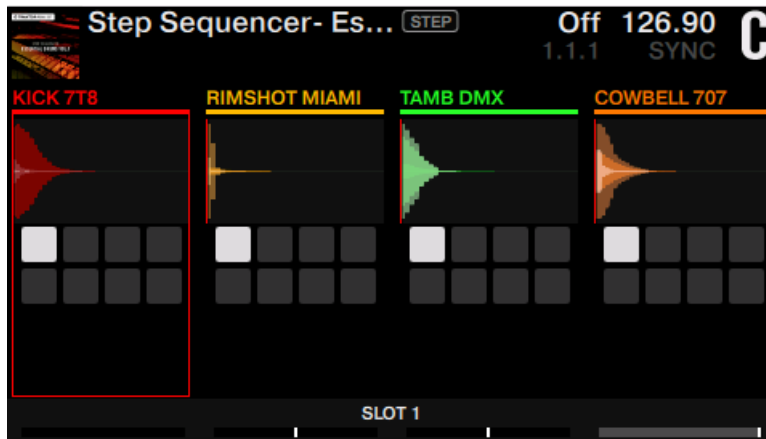 Step Sequencer- Es... STEP Off 126.90 C
1.1.1 SYNC
KICK 7T8 RIMSHOT MIAMI TAMB DMX COWBELL 707
SLOT 1